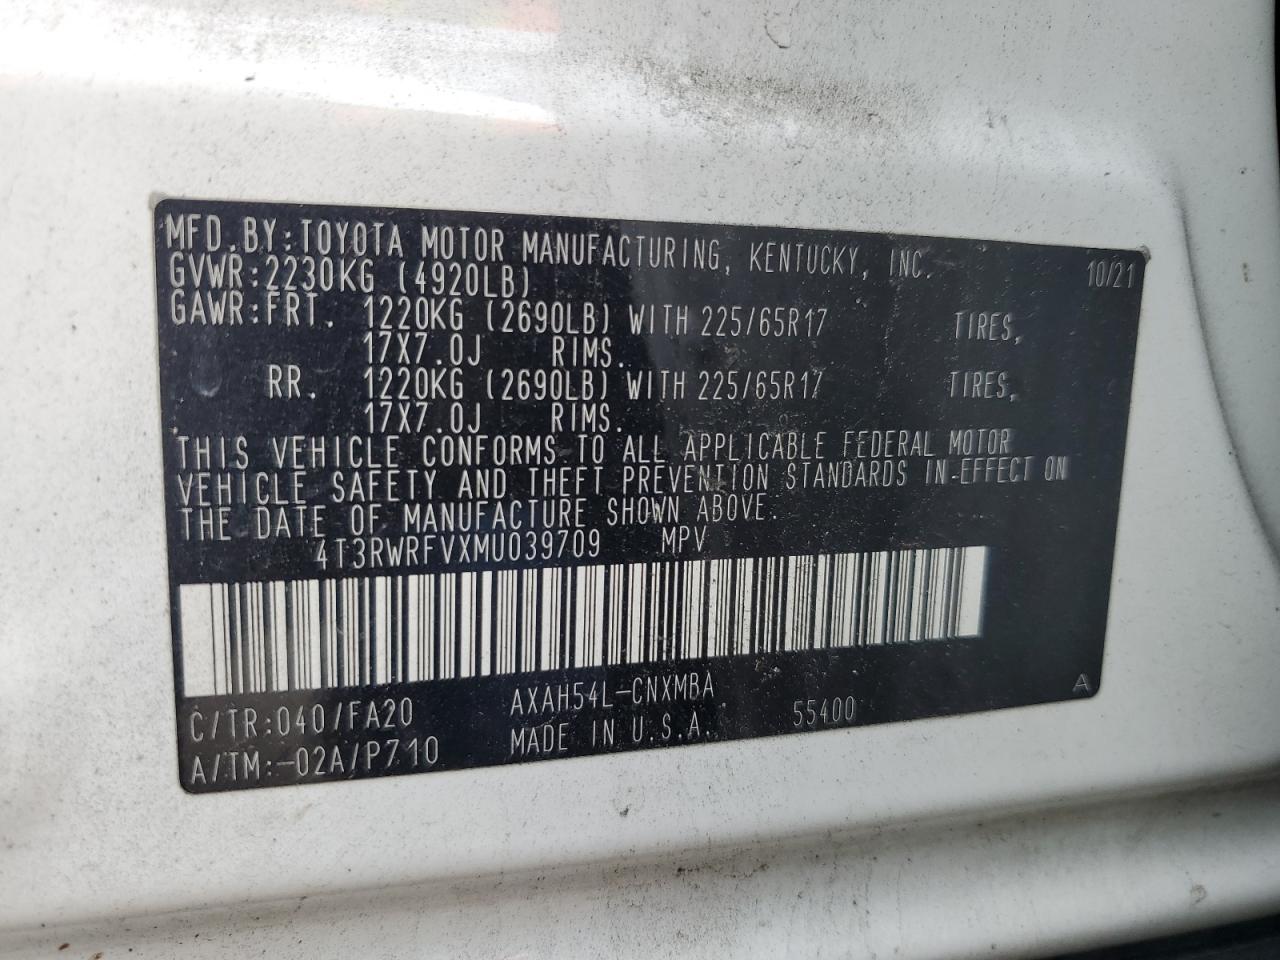 MFD.BY:TOYOTA MOTOR MANUFACTURING, KENTUCKY, INC. 10/21
GVWR:2230KG (4920LB)
GAWR:FRT. 1220KG (2690LB) WITH 225/65R17 TIRES,
17X7.0J RIMS.
RR. 1220KG (2690LB) WITH 225/65R17 TIRES,
17X7.0J RIMS.
THIS VEHICLE CONFORMS TO ALL APPLICABLE FEDERAL MOTOR
VEHICLE SAFETY AND THEFT PREVENTION STANDARDS IN-EFFECT ON
THE DATE OF MANUFACTURE SHOWN ABOVE.
4T3RWRFVXMU039709 MPV
C/TR:040/FA20 AXAH54L-CNXMBA A
A/TM:-02A/P710 MADE IN U.S.A. 55400